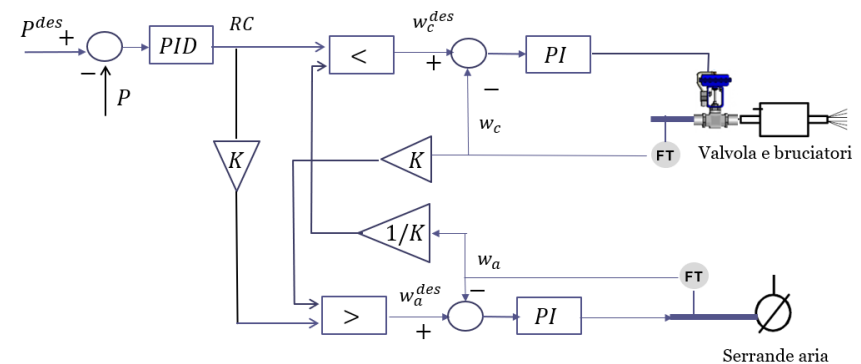 P^des
+
−
P
PID
RC
<
w_c^des
+
−
PI
w_c
K
K
FT
Valvola e bruciatori
1/K
w_a
FT
>
w_a^des
−
+
PI
Serrande aria